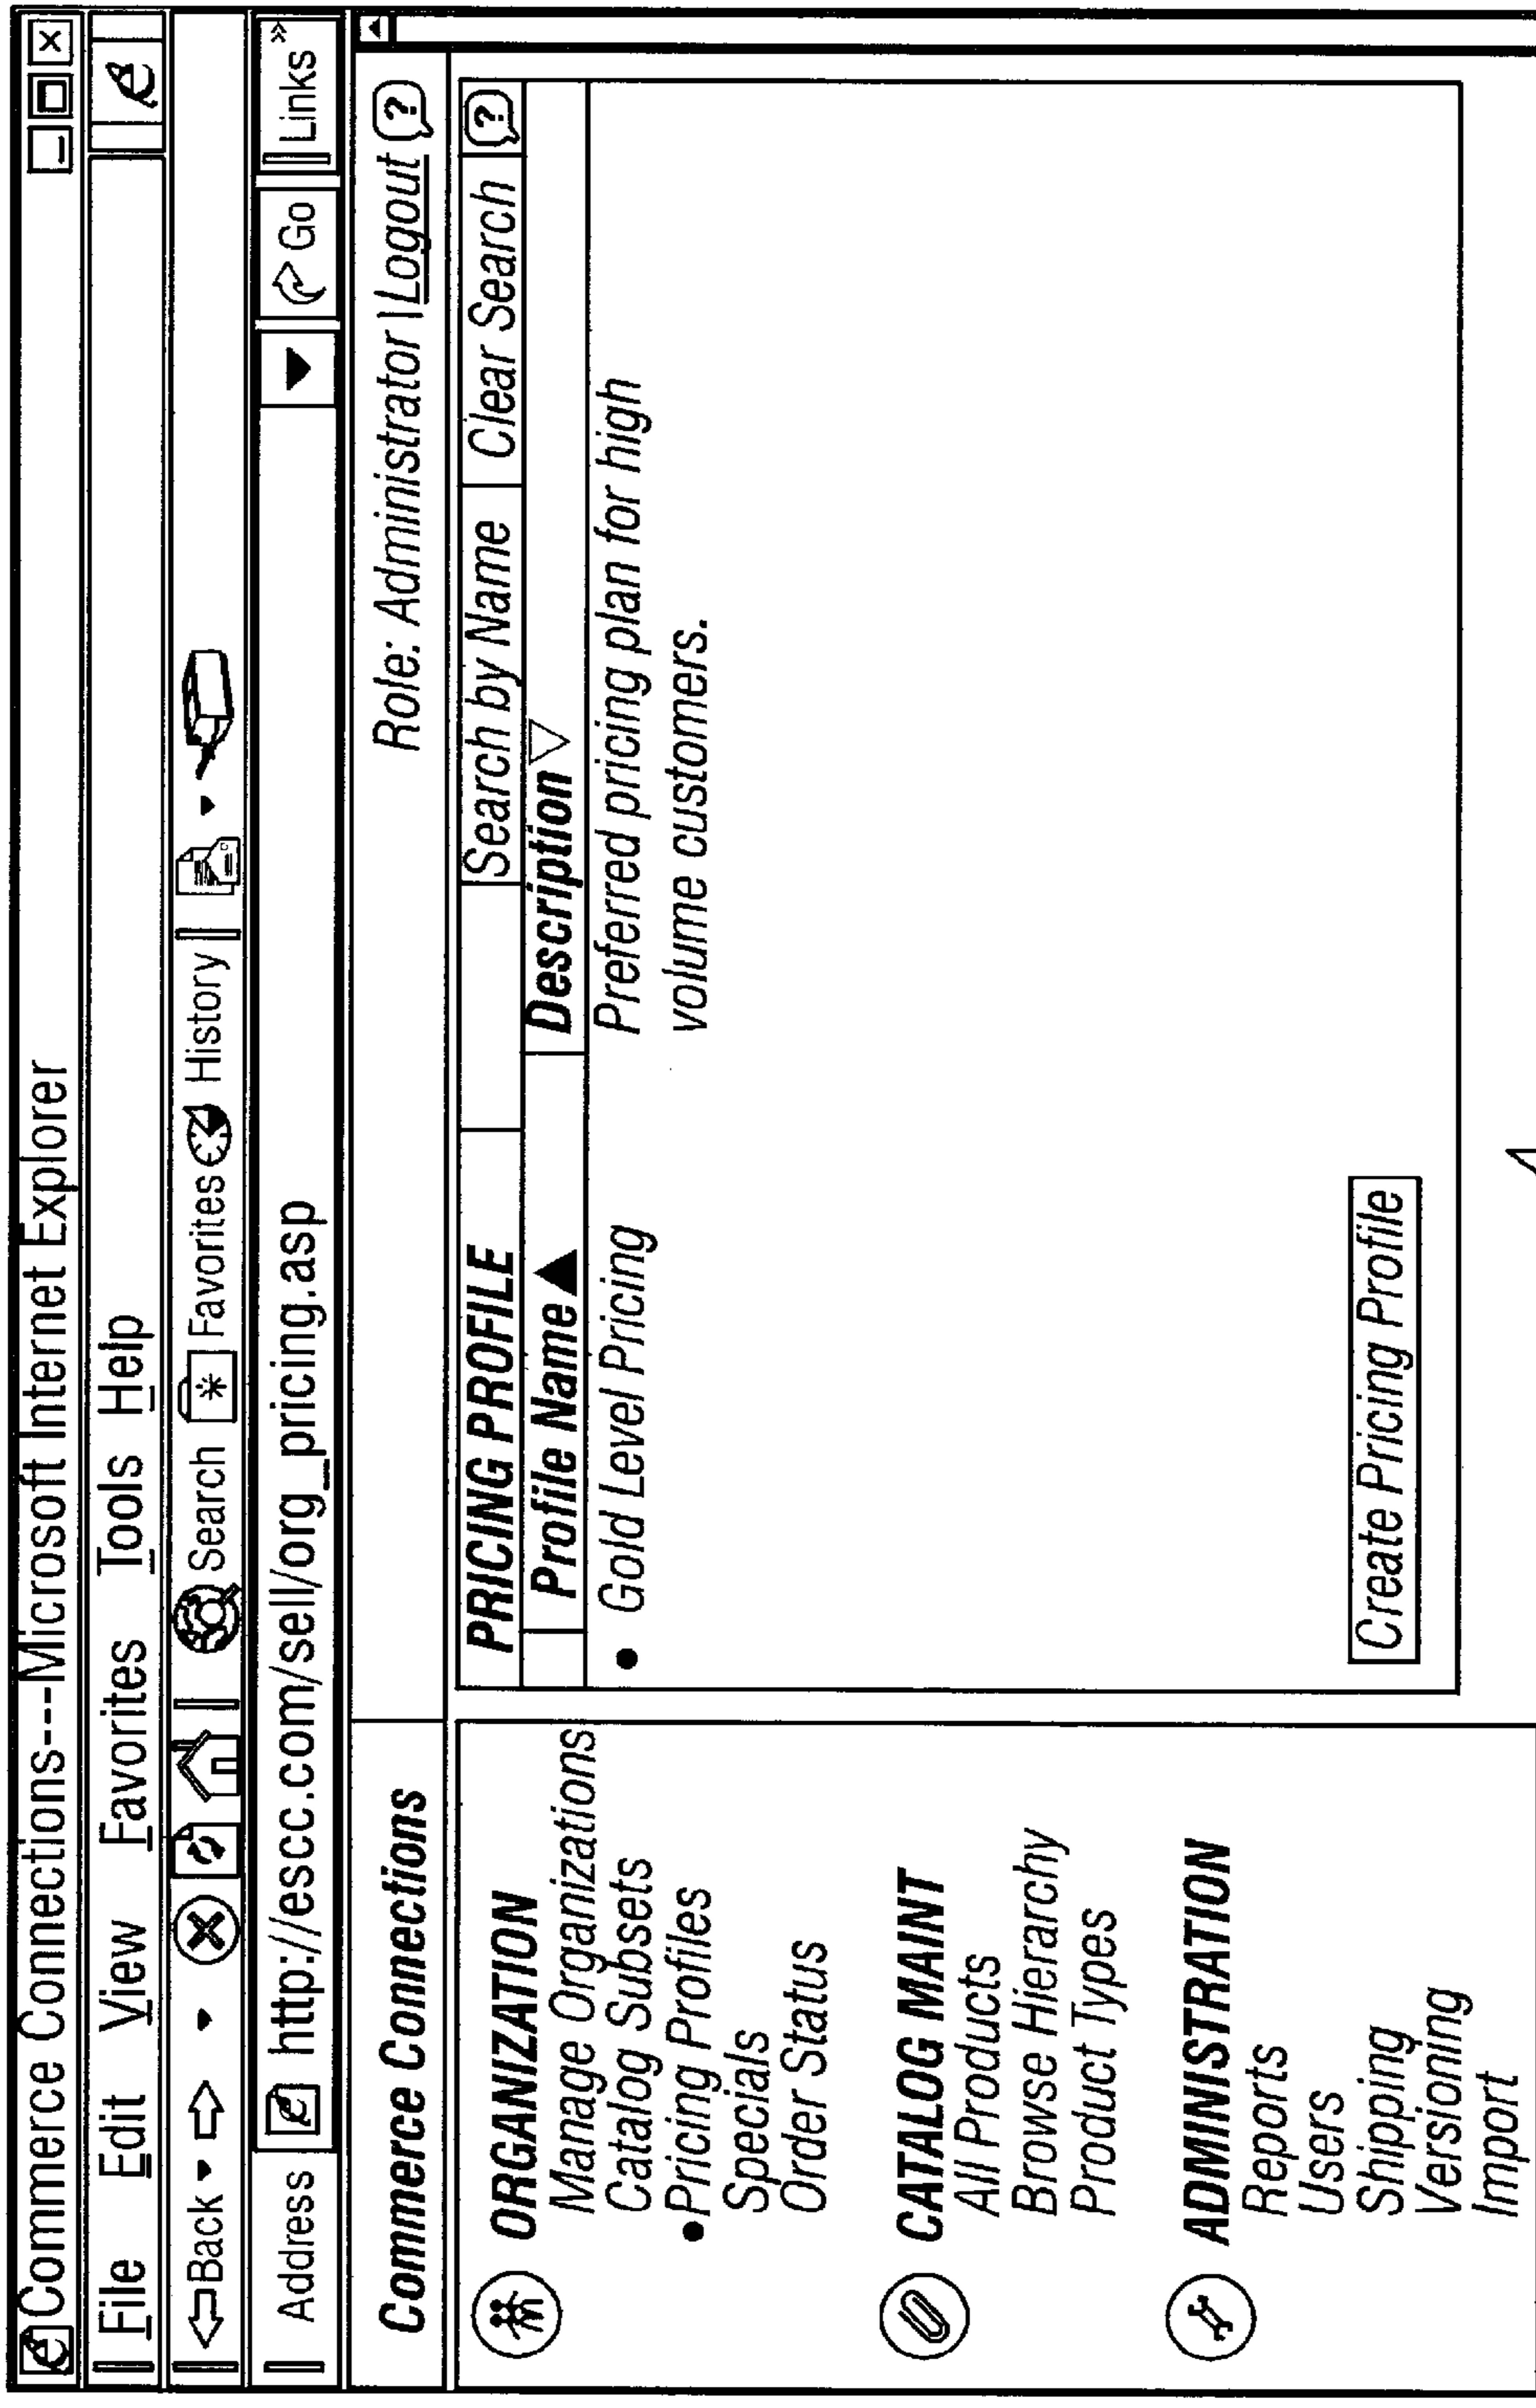 Commerce Connections---Microsoft Internet Explorer
File Edit View Favorites Tools Help
Back Search Favorites History
Address http://escc.com/sell/org_pricing.asp Go Links »
Commerce Connections Role: Administrator | Logout ?
ORGANIZATION
Manage Organizations
Catalog Subsets
•Pricing Profiles
Specials
Order Status
CATALOG MAINT
All Products
Browse Hierarchy
Product Types
ADMINISTRATION
Reports
Users
Shipping
Versioning
Import
PRICING PROFILE Search by Name Clear Search ?
Profile Name Description
• Gold Level Pricing Preferred pricing plan for high
volume customers.
Create Pricing Profile